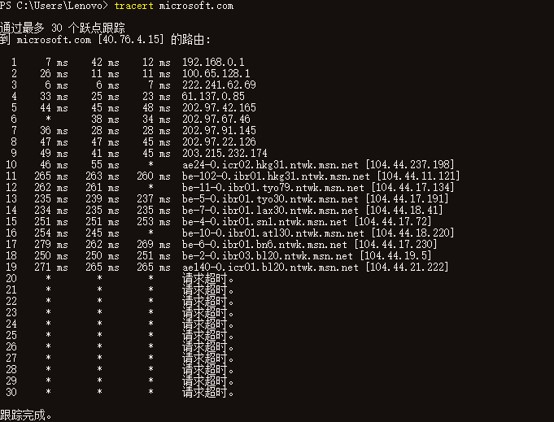 PS C:\Users\Lenovo> tracert microsoft.com
通过最多 30 个跃点跟踪
到 microsoft.com [40.76.4.15] 的路由:
1 7 ms 42 ms 12 ms 192.168.0.1
2 26 ms 11 ms 11 ms 100.65.128.1
3 6 ms 6 ms 7 ms 222.241.62.69
4 33 ms 25 ms 23 ms 61.137.0.85
5 44 ms 45 ms 48 ms 202.97.42.165
6 * 38 ms 34 ms 202.97.67.46
7 36 ms 28 ms 28 ms 202.97.91.145
8 47 ms 47 ms 45 ms 202.97.22.126
9 49 ms 41 ms 45 ms 203.215.232.174
10 46 ms 55 ms * ae24-0.icr02.hkg31.ntwk.msn.net [104.44.237.198]
11 265 ms 263 ms 260 ms be-102-0.ibr01.hkg31.ntwk.msn.net [104.44.11.121]
12 262 ms 261 ms * be-11-0.ibr01.tyo79.ntwk.msn.net [104.44.17.134]
13 235 ms 239 ms 237 ms be-5-0.ibr01.tyo30.ntwk.msn.net [104.44.17.191]
14 234 ms 235 ms 235 ms be-7-0.ibr01.lax30.ntwk.msn.net [104.44.18.41]
15 251 ms 251 ms 253 ms be-4-0.ibr01.sn1.ntwk.msn.net [104.44.17.72]
16 254 ms 245 ms * be-10-0.ibr01.atl30.ntwk.msn.net [104.44.18.220]
17 279 ms 262 ms 269 ms be-6-0.ibr01.bn6.ntwk.msn.net [104.44.17.230]
18 250 ms 250 ms 251 ms be-2-0.ibr03.bl20.ntwk.msn.net [104.44.19.5]
19 271 ms 265 ms 265 ms ae140-0.icr01.bl20.ntwk.msn.net [104.44.21.222]
20 * * * 请求超时。
21 * * * 请求超时。
22 * * * 请求超时。
23 * * * 请求超时。
24 * * * 请求超时。
25 * * * 请求超时。
26 * * * 请求超时。
27 * * * 请求超时。
28 * * * 请求超时。
29 * * * 请求超时。
30 * * * 请求超时。
跟踪完成。